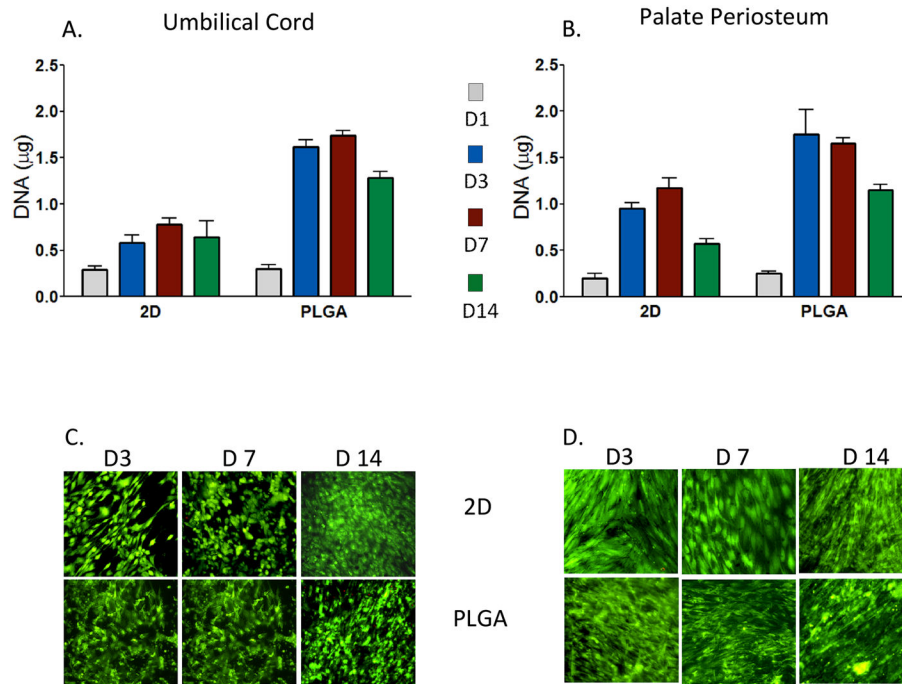 A.
Umbilical Cord
B.
Palate Periosteum
2.5
2.0
1.5
1.0
0.5
0.0
DNA (µg)
2D
PLGA
D1
D3
D7
D14
2.5
2.0
1.5
1.0
0.5
0.0
DNA (µg)
2D
PLGA
C.
D3
D 7
D 14
2D
PLGA
D.
D3
D 7
D 14